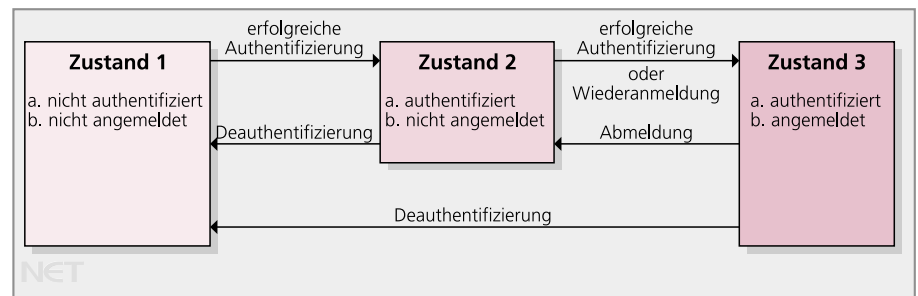 erfolgreiche
Authentifizierung
erfolgreiche
Authentifizierung
oder
Wiederanmeldung
Zustand 1
a. nicht authentifiziert
b. nicht angemeldet
Zustand 2
a. authentifiziert
b. nicht angemeldet
Zustand 3
a. authentifiziert
b. angemeldet
Deauthentifizierung
Abmeldung
Deauthentifizierung
NET